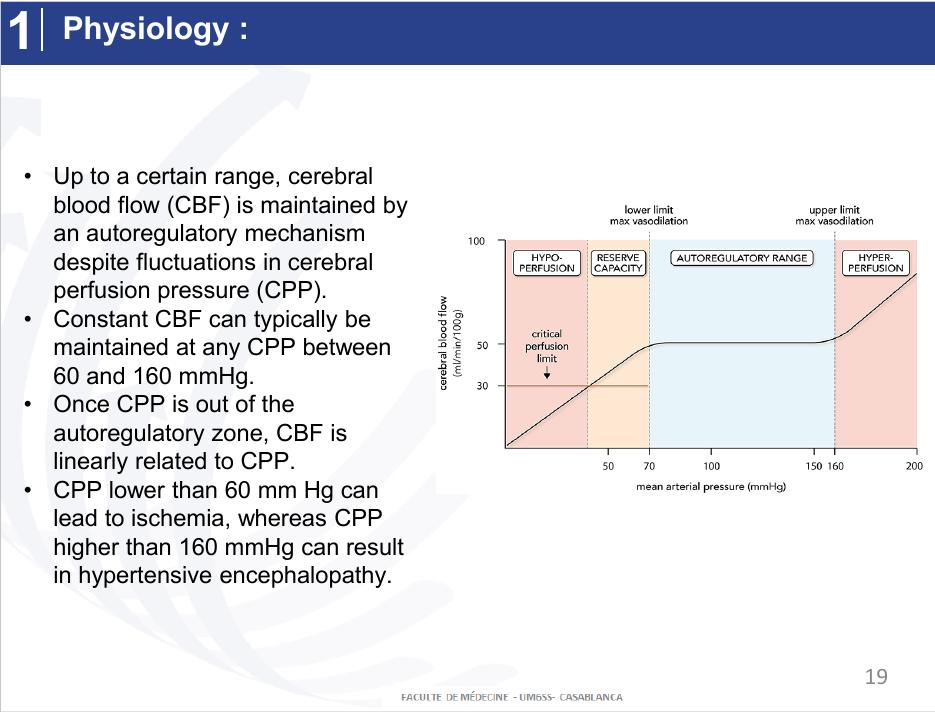 1
Physiology :
• Up to a certain range, cerebral
blood flow (CBF) is maintained by
an autoregulatory mechanism
despite fluctuations in cerebral
perfusion pressure (CPP).
• Constant CBF can typically be
maintained at any CPP between
60 and 160 mmHg.
• Once CPP is out of the
autoregulatory zone, CBF is
linearly related to CPP.
• CPP lower than 60 mm Hg can
lead to ischemia, whereas CPP
higher than 160 mmHg can result
in hypertensive encephalopathy.
lower limit
max vasodilation
upper limit
max vasodilation
100
50
30
cerebral blood flow
(ml/min/100g)
HYPO-
PERFUSION
RESERVE
CAPACITY
AUTOREGULATORY RANGE
HYPER-
PERFUSION
critical
perfusion
limit
50 70 100 150 160 200
mean arterial pressure (mmHg)
19
FACULTE DE MÉDECINE - UM6SS- CASABLANCA